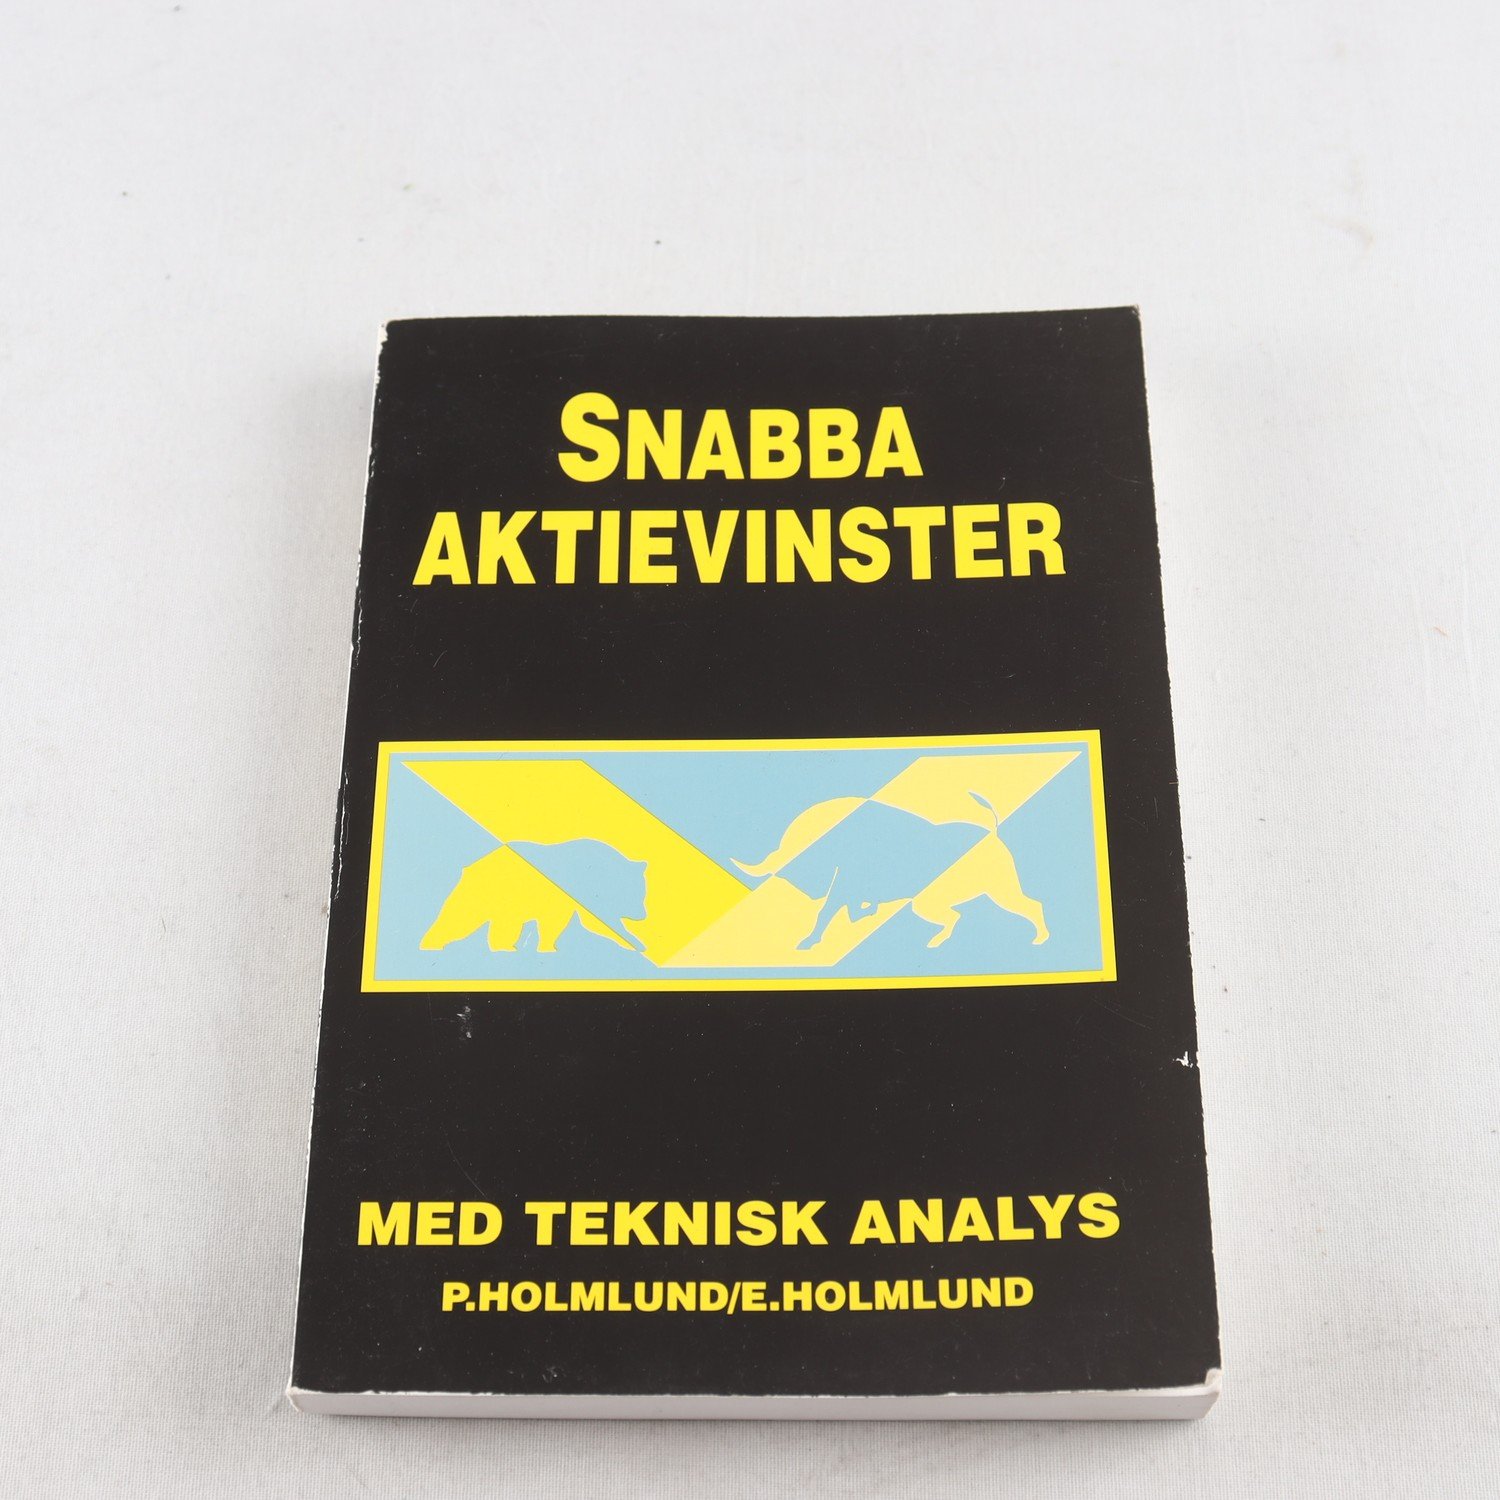 SNABBA
AKTIEVINSTER
MED TEKNISK ANALYS
P.HOLMLUND/E.HOLMLUND